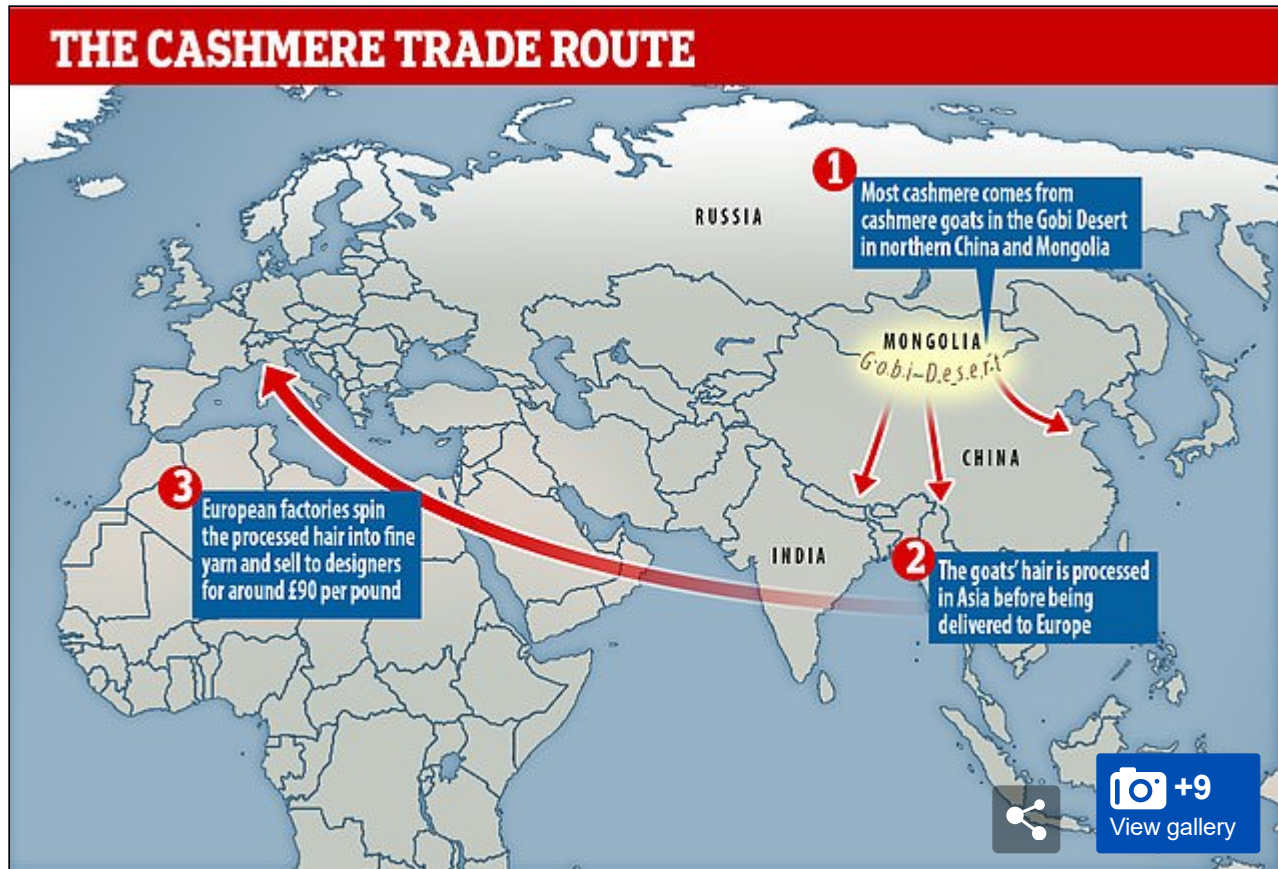 THE CASHMERE TRADE ROUTE
1
Most cashmere comes from
cashmere goats in the Gobi Desert
in northern China and Mongolia
RUSSIA
MONGOLIA
Gobi Desert
CHINA
INDIA
2
The goats' hair is processed
in Asia before being
delivered to Europe
3
European factories spin
the processed hair into fine
yarn and sell to designers
for around £90 per pound
+9
View gallery